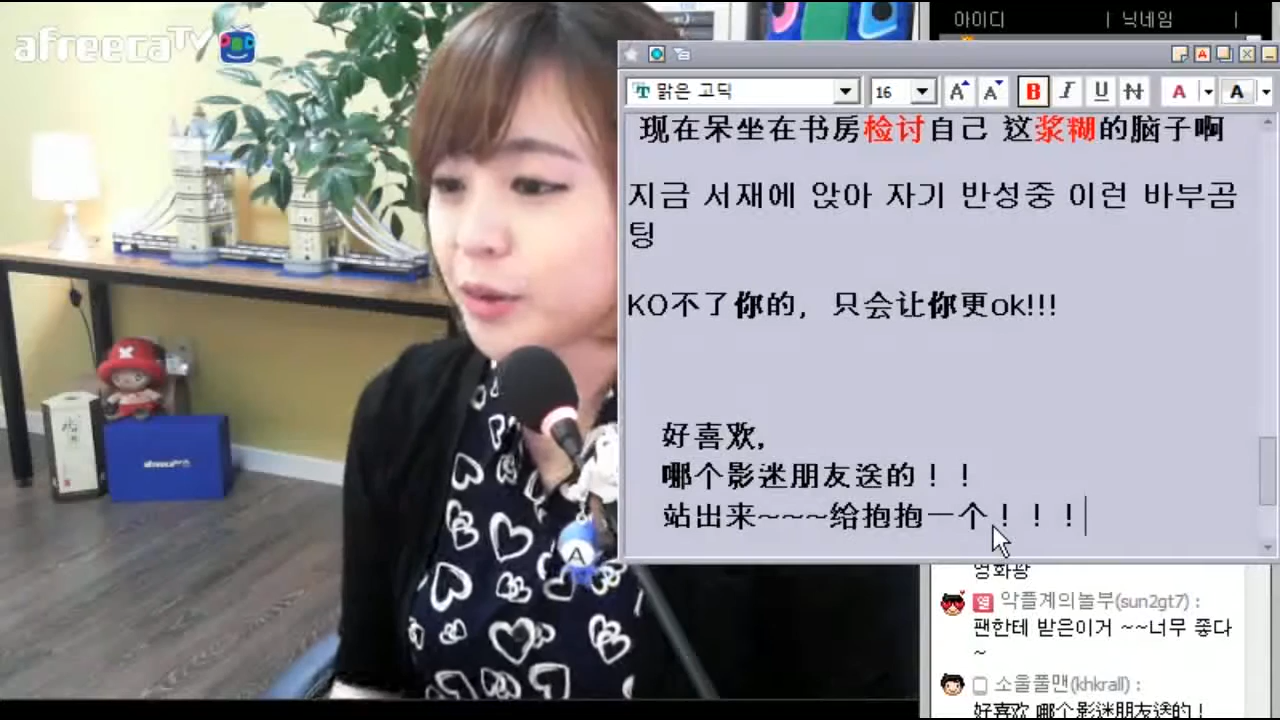 afreecaTV
아이디 | 닉네임 |
맑은 고딕 16 B I U N A A
现在呆坐在书房检讨自己 这浆糊的脑子啊
지금 서재에 앉아 자기 반성중 이런 바부곰
팅
KO不了你的, 只会让你更ok!!!
好喜欢,
哪个影迷朋友送的！！
站出来~~~给抱抱一个！！！
afreeca
A
영화광
열 악플계의놀부(sun2gt7) :
팬한테 받은이거 ~~너무 좋다
~
소울풀맨(khkrall) :
好喜欢 哪个影迷朋友送的！